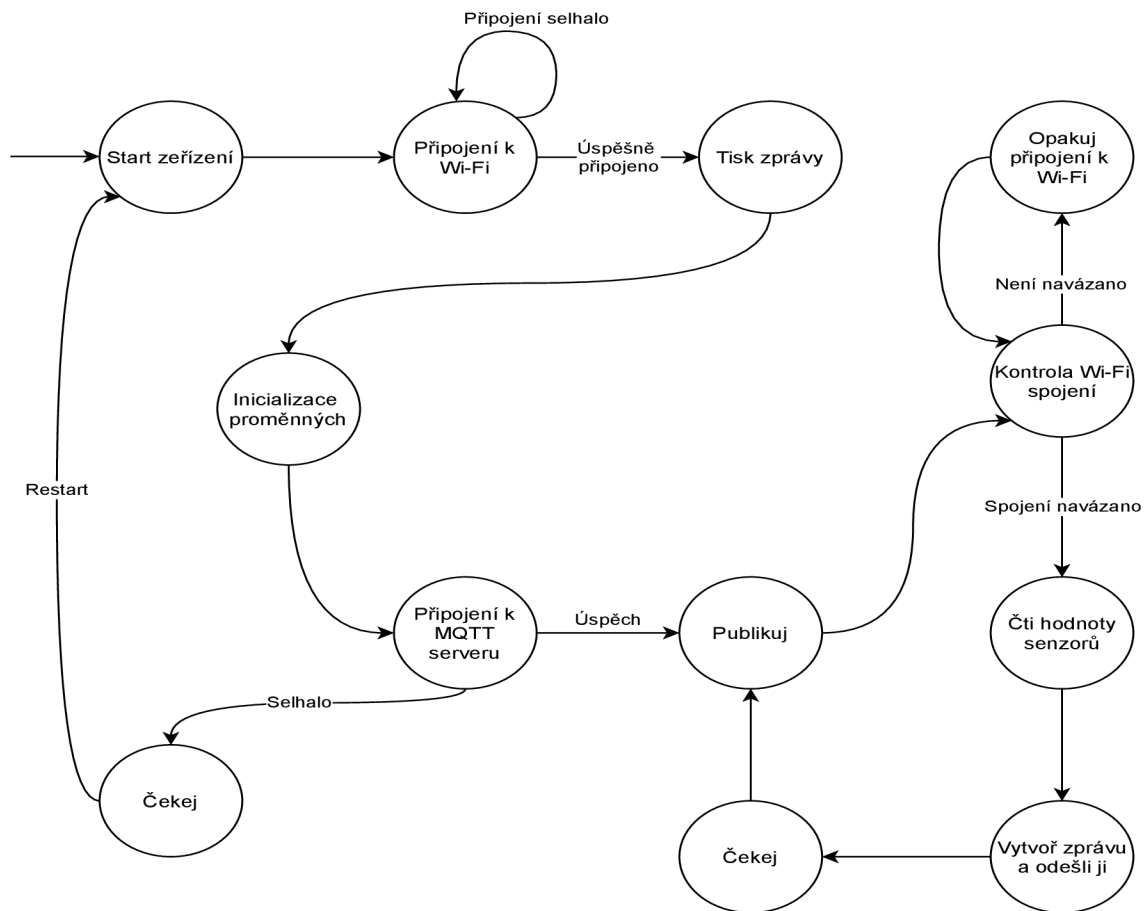 Připojení selhalo
Start zeřízení
Připojení k
Wi-Fi
Úspěšně
připojeno
Tisk zprávy
Opakuj
připojení k
Wi-Fi
Není navázano
Kontrola Wi-Fi
spojení
Inicializace
proměnných
Restart
Spojení navázano
Připojení k
MQTT
serveru
Úspěch
Publikuj
Čti hodnoty
senzorů
Selhalo
Čekej
Čekej
Vytvoř zprávu
a odešli ji